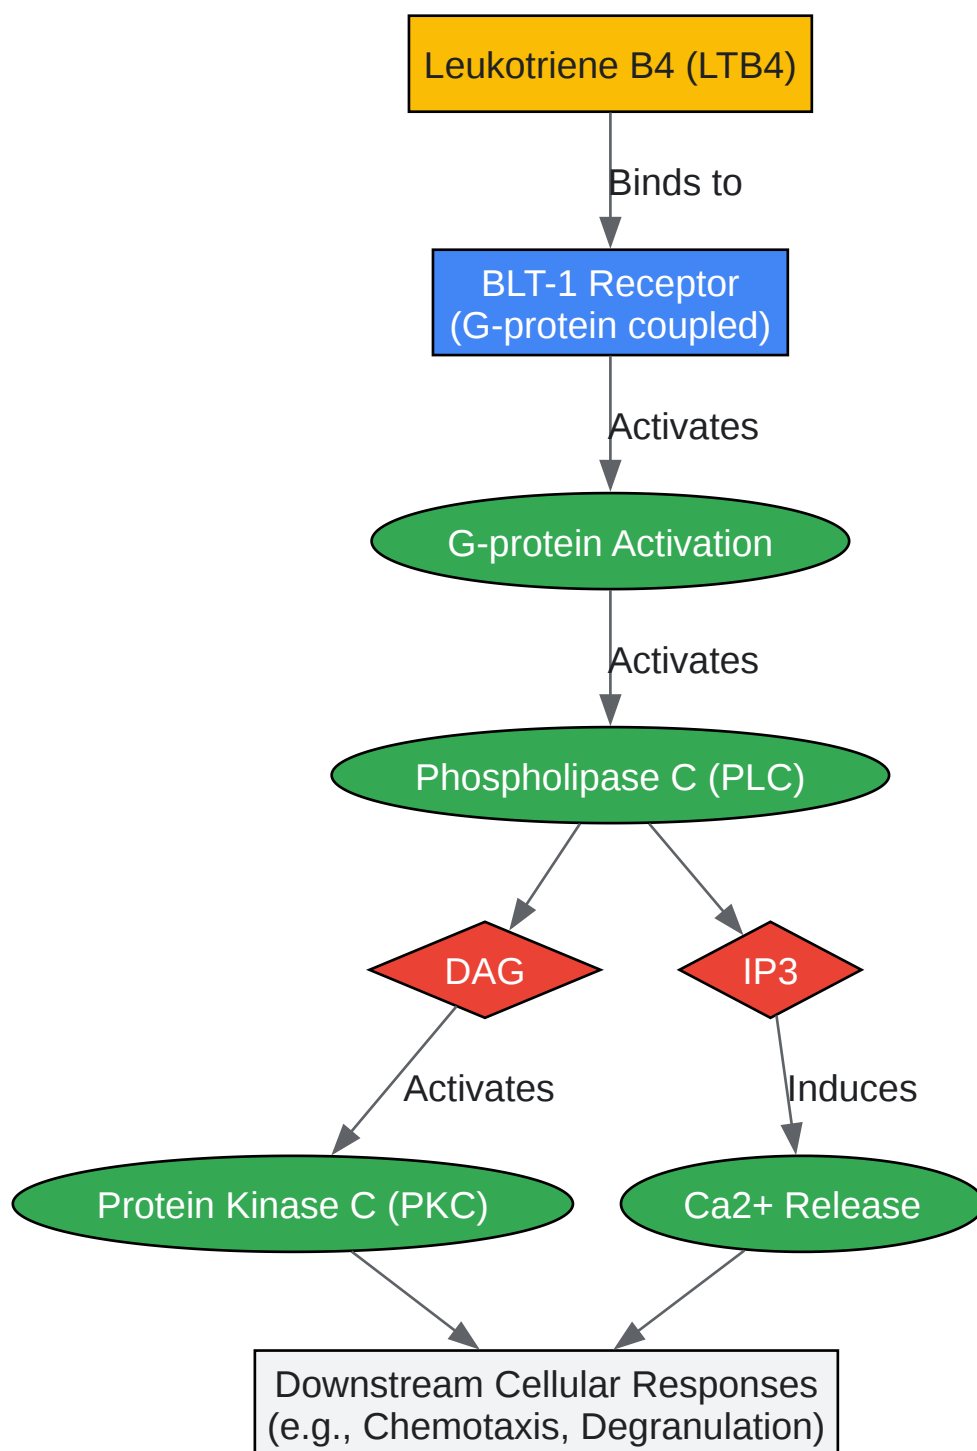 Leukotriene B4 (LTB4)
Binds to
BLT-1 Receptor
(G-protein coupled)
Activates
G-protein Activation
Activates
Phospholipase C (PLC)
DAG
IP3
Activates
Induces
Protein Kinase C (PKC)
Ca2+ Release
Downstream Cellular Responses
(e.g., Chemotaxis, Degranulation)